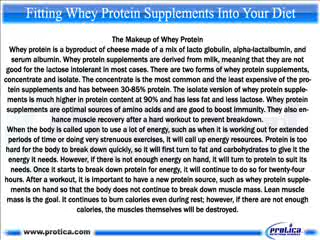 Fitting Whey Protein Supplements Into Your Diet
The Makeup of Whey Protein
Whey protein is a byproduct of cheese made of a mix of lacto globulin, alpha-lactalbumin, and
serum albumin. Whey protein supplements are derived from milk, meaning that they are not
good for the lactose intolerant in most cases. There are two forms of whey protein supplements,
concentrate and isolate. The concentrate is the most common and the least expensive of the pro-
tein supplements and has between 30-85% protein. The isolate version of whey protein supple-
ments is much higher in protein content at 90% and has less fat and less lactose. Whey protein
supplements are optimal sources of amino acids and are good to boost immunity. They also en-
hance muscle recovery after a hard workout to prevent breakdown.
When the body is called upon to use a lot of energy, such as when it is working out for extended
periods of time or doing very strenuous exercises, it will call up energy resources. Protein is too
hard for the body to break down quickly, so it will first turn to fat and carbohydrates to give it the
energy it needs. However, if there is not enough energy on hand, it will turn to protein to suit its
needs. Once it starts to break down protein for energy, it will continue to do so for twenty-four
hours. After a workout, it is important to have a new protein source, such as whey protein supple-
ments on hand so that the body does not continue to break down muscle mass. Lean muscle
mass is the goal. It continues to burn calories even during rest; however, if there are not enough
calories, the muscles themselves will be destroyed.
www.protica.com
protica